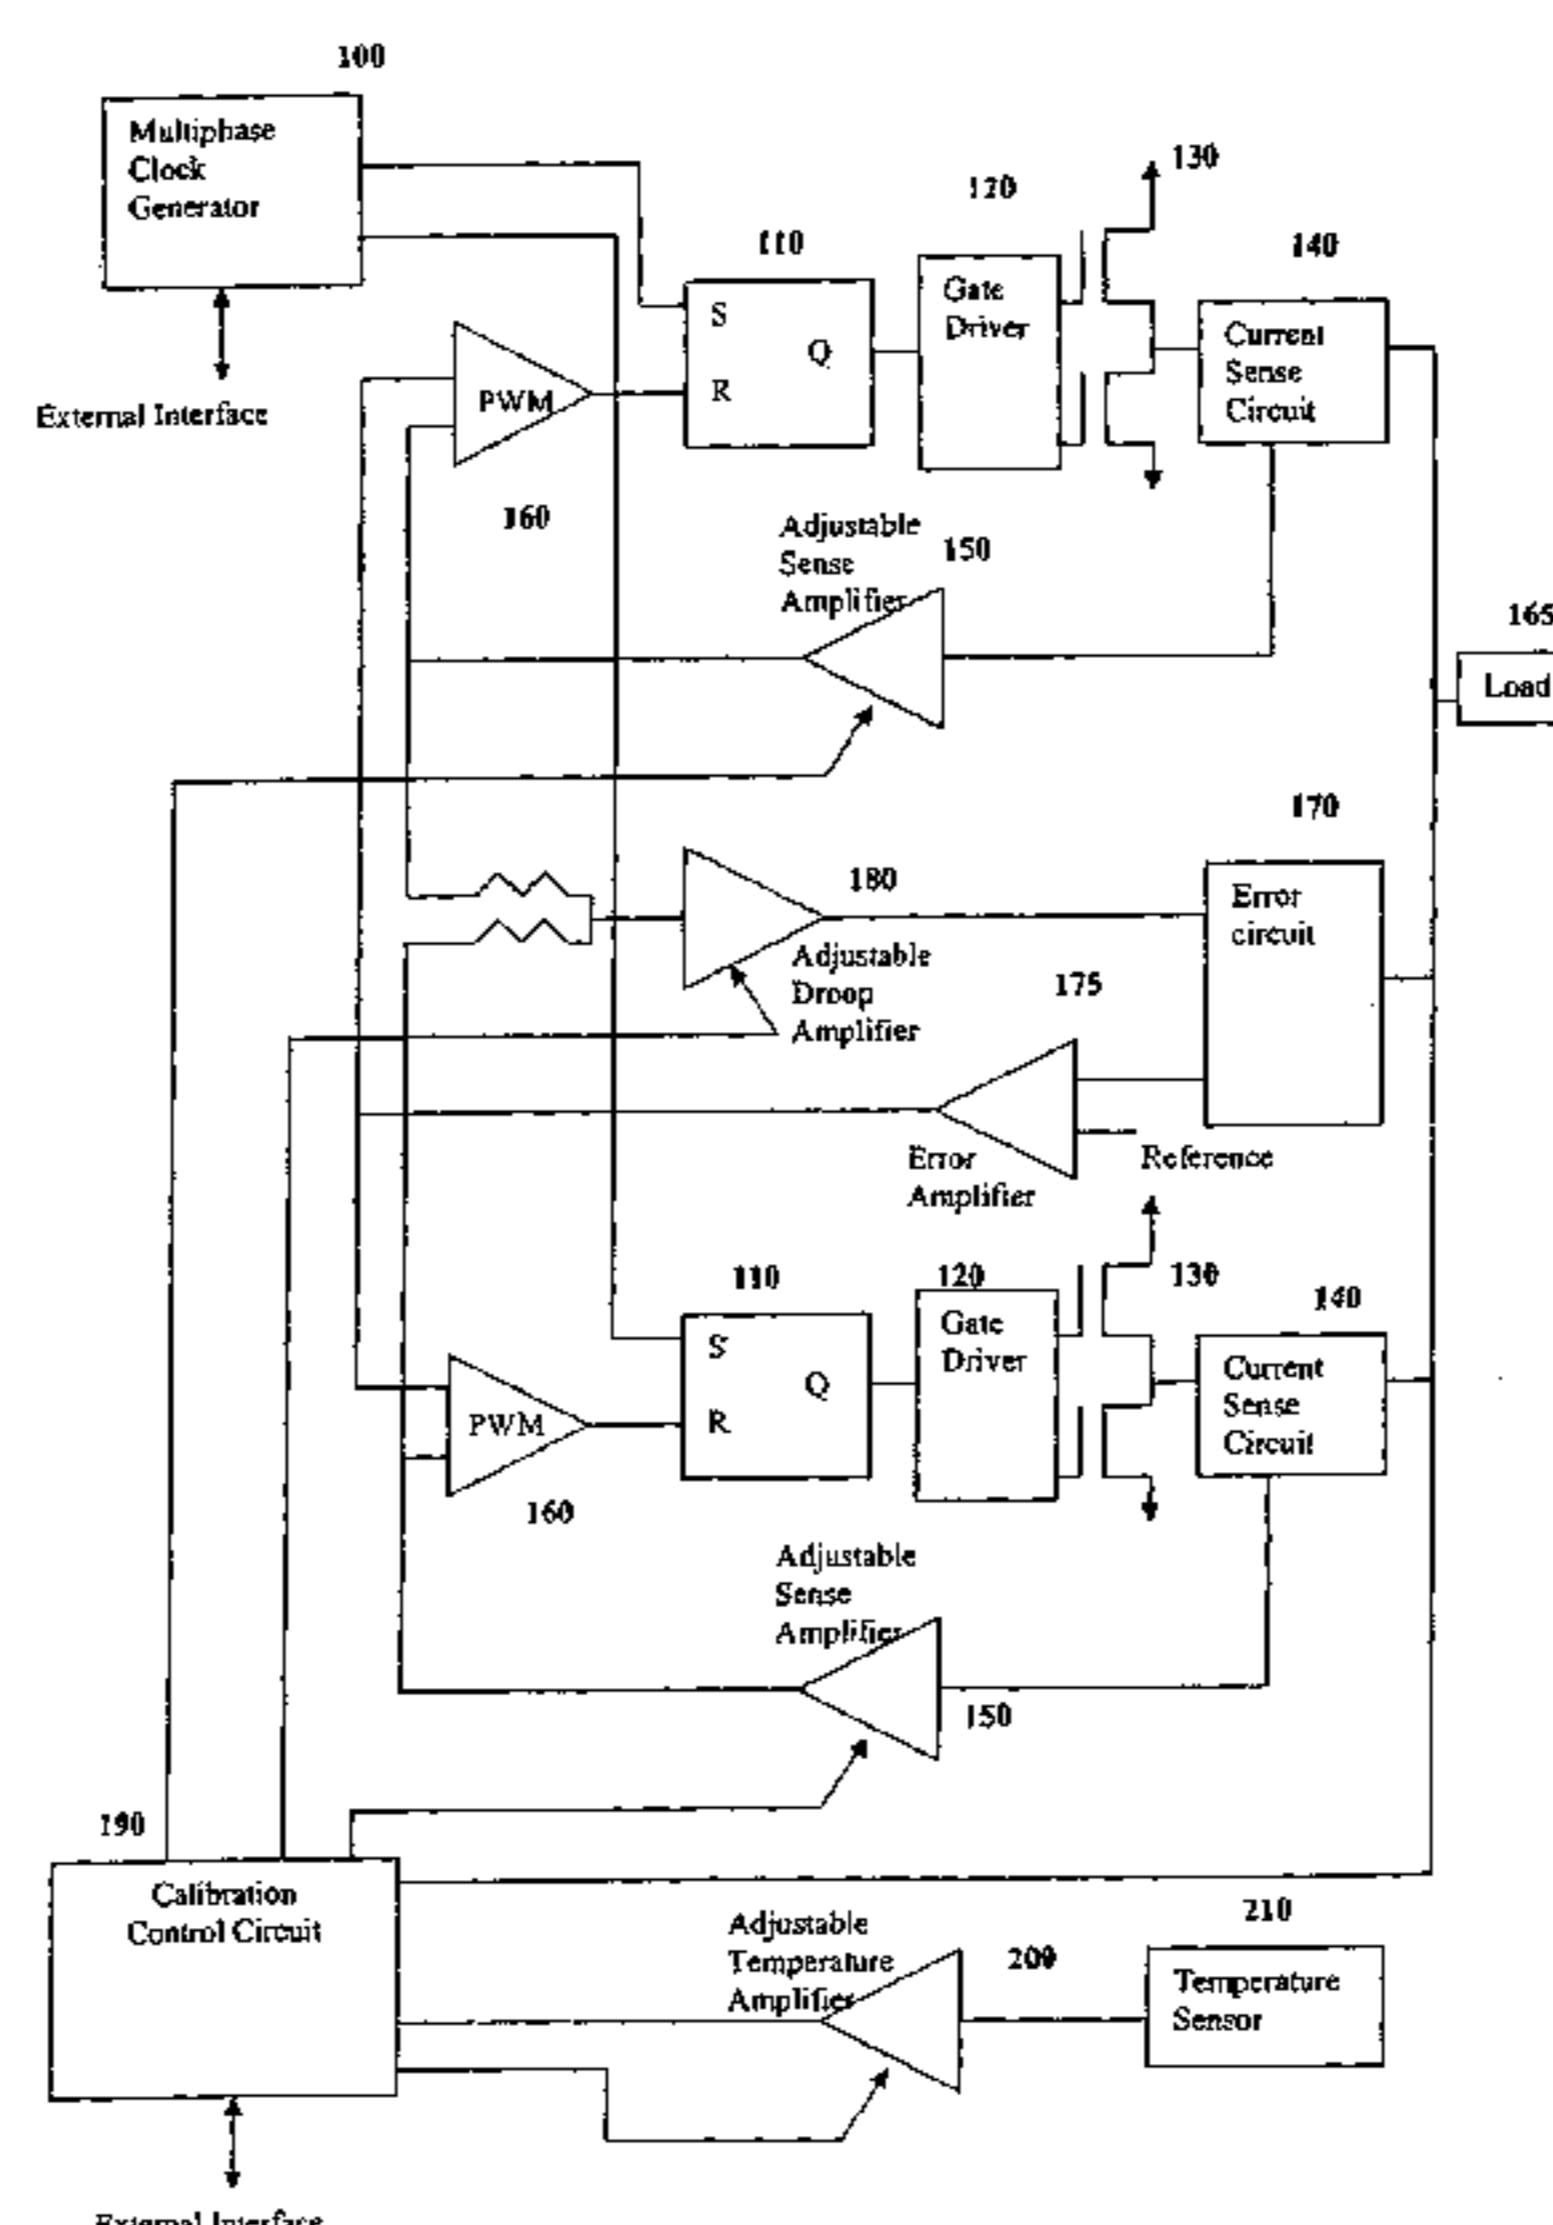 100
Multiphase
Clock
Generator
External Interface
130
120
110
140
S
Q
R
Gate
Driver
Current
Sense
Circuit
PWM
160
Adjustable
Sense
Amplifier
150
165
Load
170
Error
circuit
180
Adjustable
Droop
Amplifier
175
Error
Amplifier
Reference
110
120
130
140
S
Q
R
Gate
Driver
Current
Sense
Circuit
PWM
160
Adjustable
Sense
Amplifier
150
190
Calibration
Control Circuit
210
Adjustable
Temperature
Amplifier
200
Temperature
Sensor
External Interface